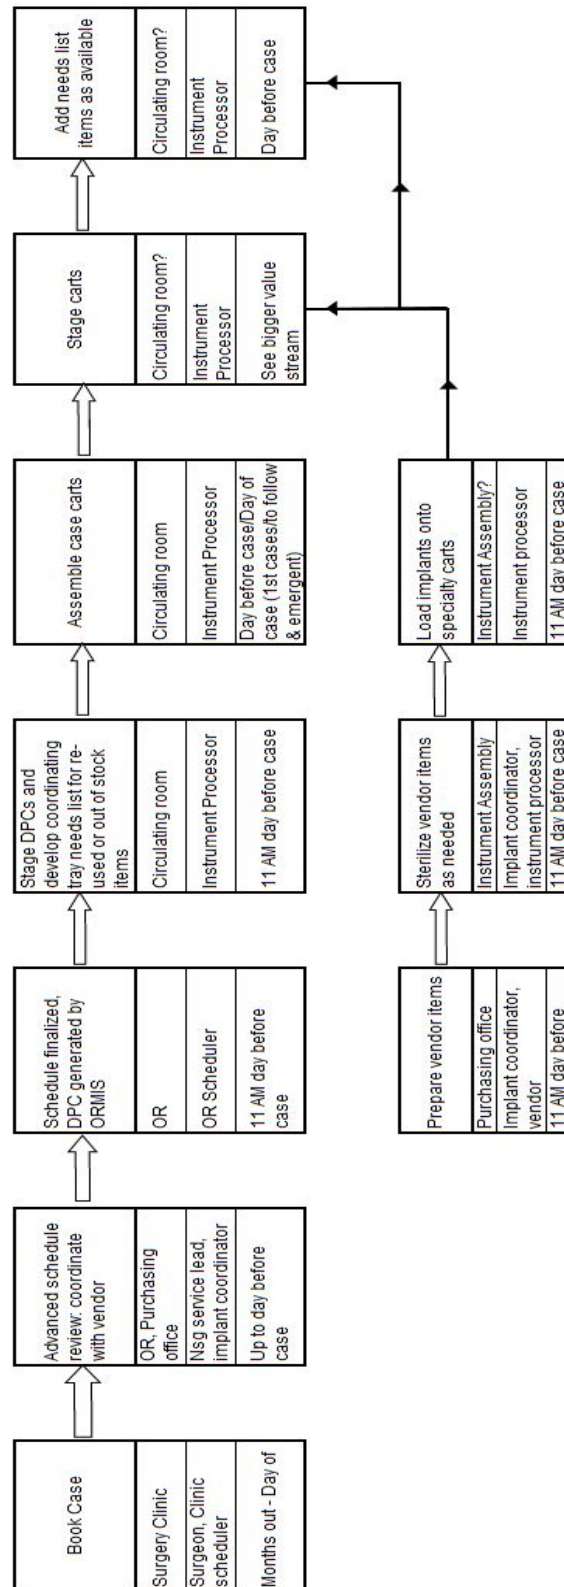 Book Case
Surgery Clinic
Surgeon, Clinic
scheduler
Months out - Day of
Advanced schedule
review: coordinate
with vendor
OR, Purchasing
office
Nsg service lead,
implant coordinator
Up to day before
case
Schedule finalized,
DPC generated by
ORMIS
OR
OR Scheduler
11 AM day before
case
Stage DPCs and
develop coordinating
tray needs list for re-
used or out of stock
items
Circulating room
Instrument Processor
11 AM day before case
Assemble case carts
Circulating room
Instrument Processor
Day before case/Day of
case (1st cases/to follow
& emergent)
Stage carts
Circulating room?
Instrument
Processor
See bigger value
stream
Add needs list
items as available
Circulating room?
Instrument
Processor
Day before case
Prepare vendor items
Purchasing office
Implant coordinator,
vendor
11 AM day before
Sterilize vendor items
as needed
Instrument Assembly
Implant coordinator,
instrument processor
11 AM day before case
Load implants onto
specialty carts
Instrument Assembly?
Instrument processor
11 AM day before case